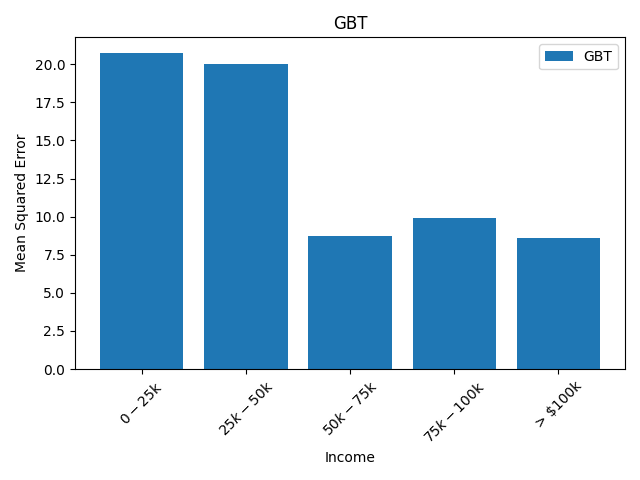 GBT
GBT
Mean Squared Error
20.0
17.5
15.0
12.5
10.0
7.5
5.0
2.5
0.0
0 − 25k
25k − 50k
50k − 75k
75k − 100k
> $100k
Income